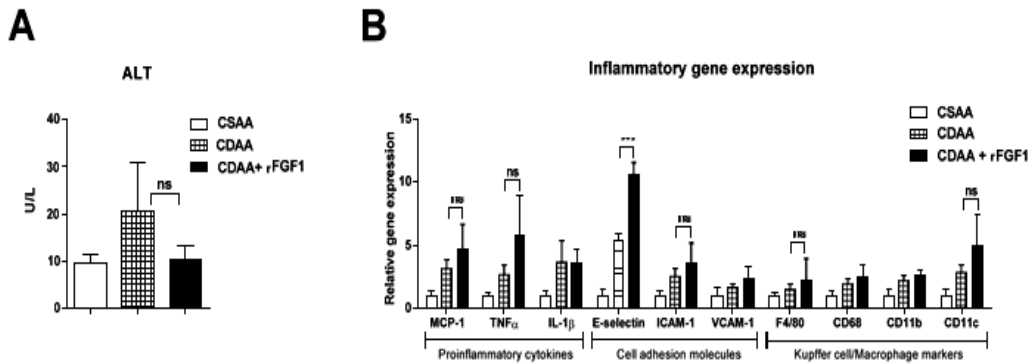 A
B
ALT
Inflammatory gene expression
CSAA
CDAA
CDAA+ rFGF1
40
30
20
10
0
U/L
ns
CSAA
CDAA
CDAA + rFGF1
15
10
5
0
Relative gene expression
ns
ns
***
ns
ns
ns
MCP-1 TNFα IL-1β E-selectin ICAM-1 VCAM-1 F4/80 CD68 CD11b CD11c
Proinflammatory cytokines Cell adhesion molecules Kupffer cell/Macrophage markers